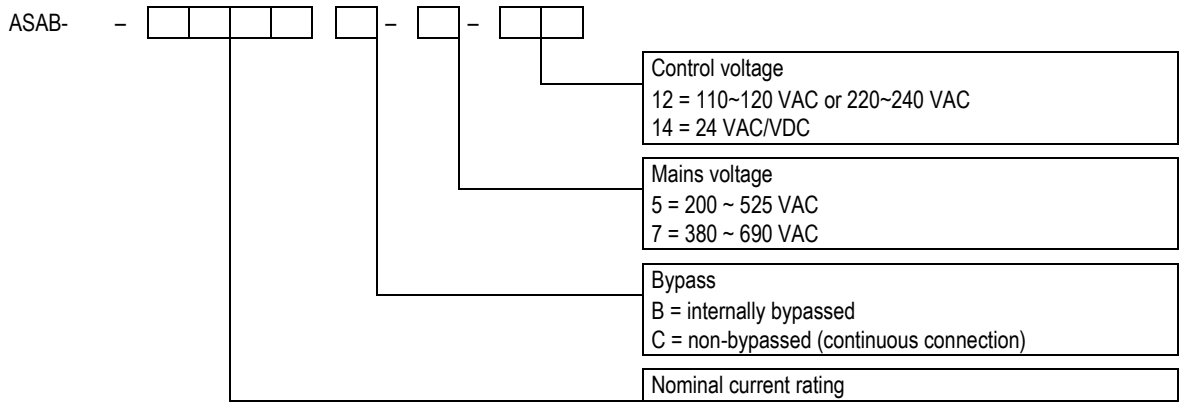 ASAB- – – –
Control voltage
12 = 110~120 VAC or 220~240 VAC
14 = 24 VAC/VDC
Mains voltage
5 = 200 ~ 525 VAC
7 = 380 ~ 690 VAC
Bypass
B = internally bypassed
C = non-bypassed (continuous connection)
Nominal current rating